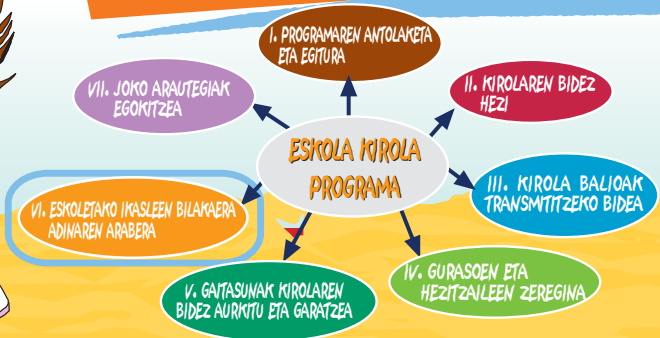 I. PROGRAMAREN ANTOLAKETA
ETA EGITURA
II. KIROLAREN BIDEZ
HEZI
III. KIROLA BALIOAK
TRANSMITITZEKO BIDEA
IV. GURASOEN ETA
HEZITZAILEEN ZEREGINA
V. GAITASUNAK KIROLAREN
BIDEZ AURKITU ETA GARATZEA
VI. ESKOLETAKO IKASLEEN BILAKAERA
ADINAREN ARABERA
VII. JOKO ARAUTEGIAK
EGOKITZEA
ESKOLA KIROLA
PROGRAMA